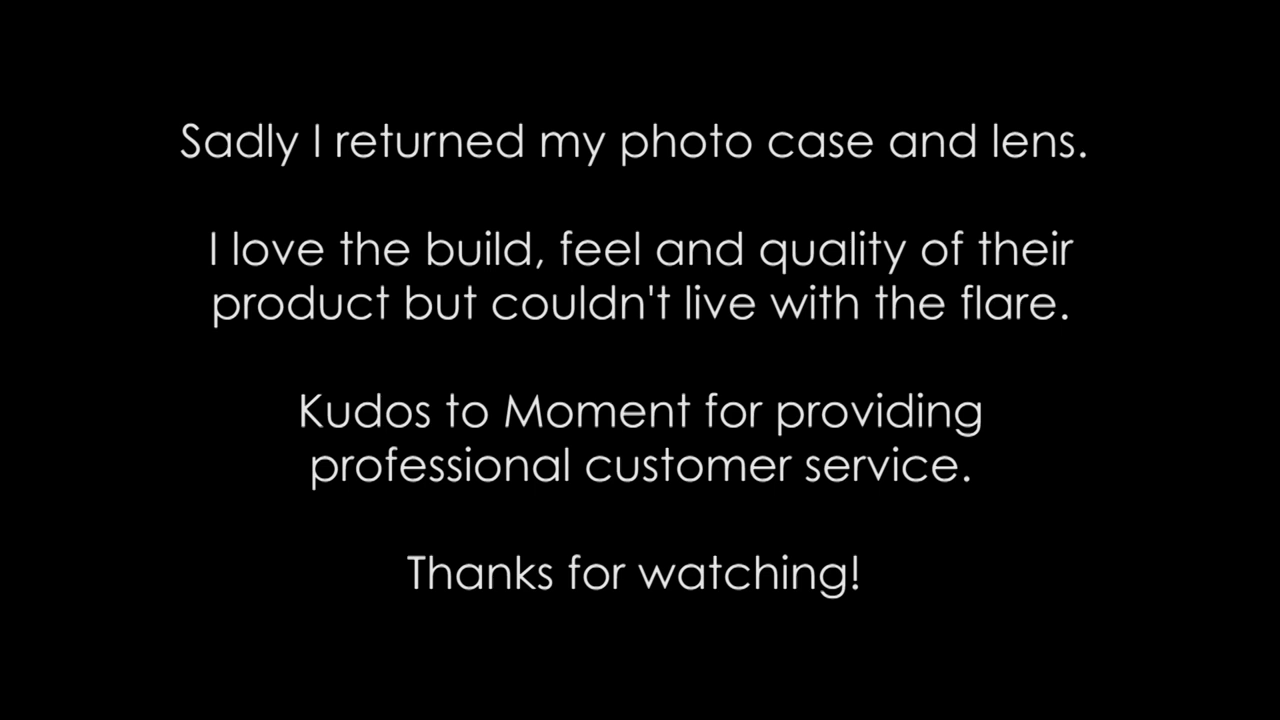 Sadly I returned my photo case and lens.
I love the build, feel and quality of their
product but couldn't live with the flare.
Kudos to Moment for providing
professional customer service.
Thanks for watching!